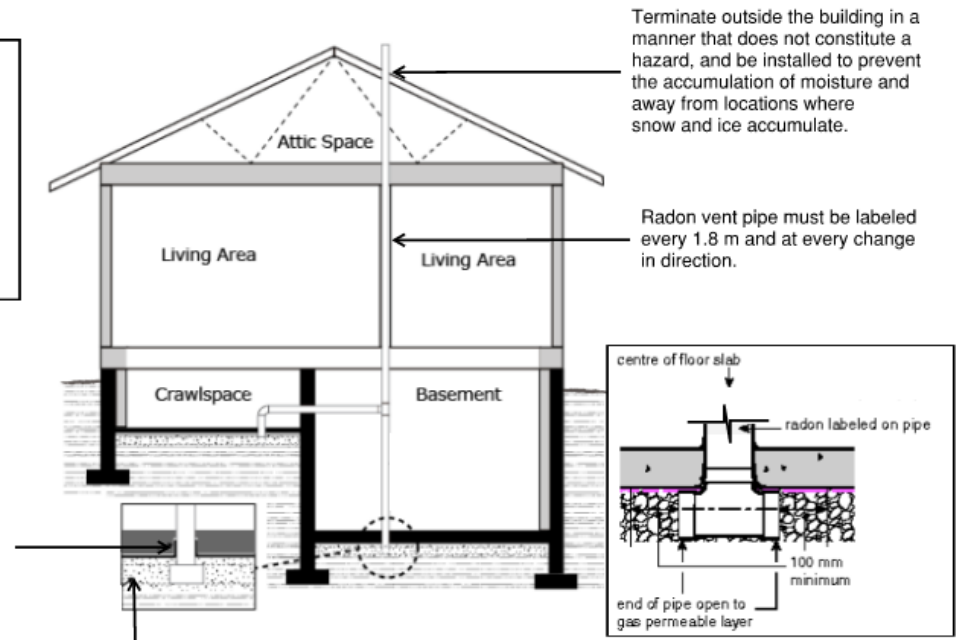 Terminate outside the building in a
manner that does not constitute a
hazard, and be installed to prevent
the accumulation of moisture and
away from locations where
snow and ice accumulate.
Attic Space
Radon vent pipe must be labeled
every 1.8 m and at every change
in direction.
Living Area
Living Area
Crawlspace
Basement
centre of floor slab
radon labeled on pipe
100 mm
minimum
end of pipe open to
gas permeable layer